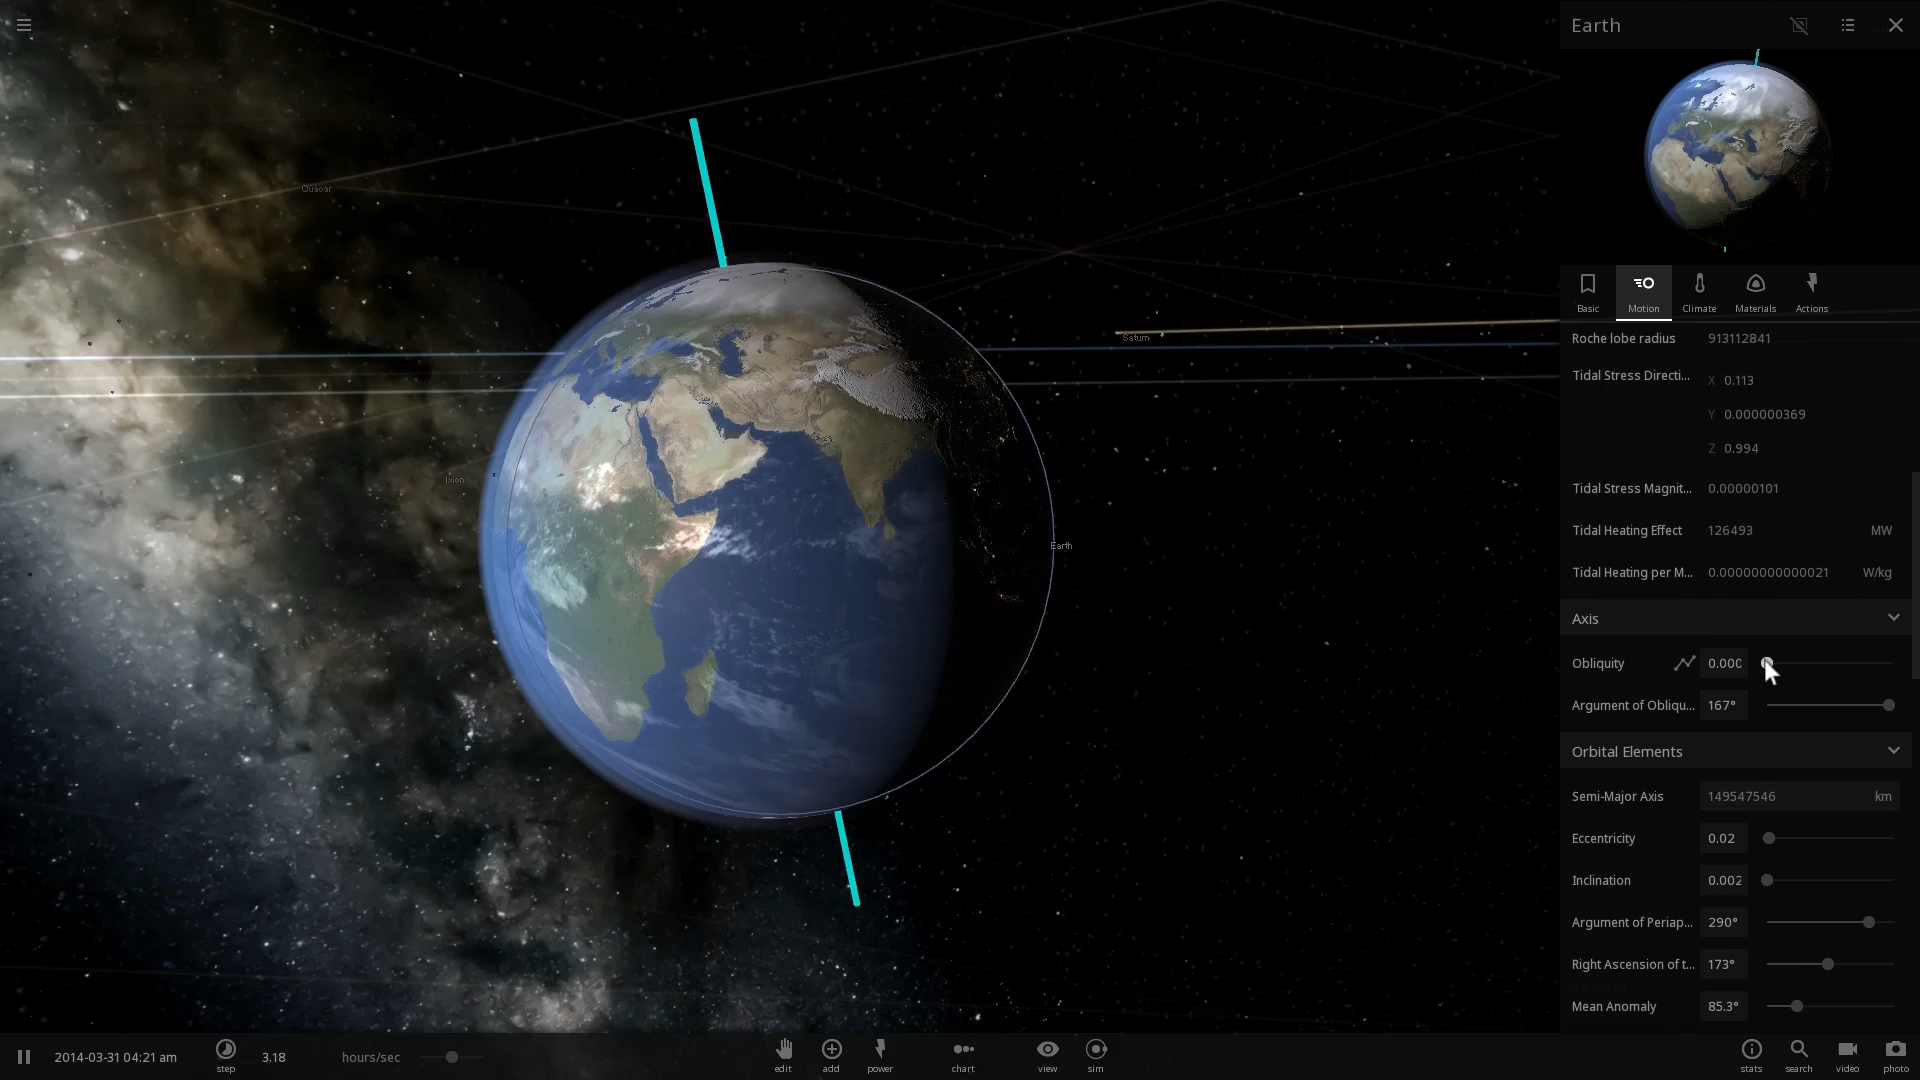 Earth
Quaoar
Saturn
Ixion
Earth
Basic
Motion
Climate
Materials
Actions
Roche lobe radius 913112841
Tidal Stress Directi... X 0.113
Y 0.000000369
Z 0.994
Tidal Stress Magnit... 0.00000101
Tidal Heating Effect 126493 MW
Tidal Heating per M... 0.00000000000021 W/kg
Axis
Obliquity 0.000
Argument of Obliqu... 167°
Orbital Elements
Semi-Major Axis 149547546 km
Eccentricity 0.02
Inclination 0.002
Argument of Periap... 290°
Right Ascension of t... 173°
Mean Anomaly 85.3°
2014-03-31 04:21 am
step
3.18 hours/sec
edit
add
power
chart
view
sim
stats
search
video
photo